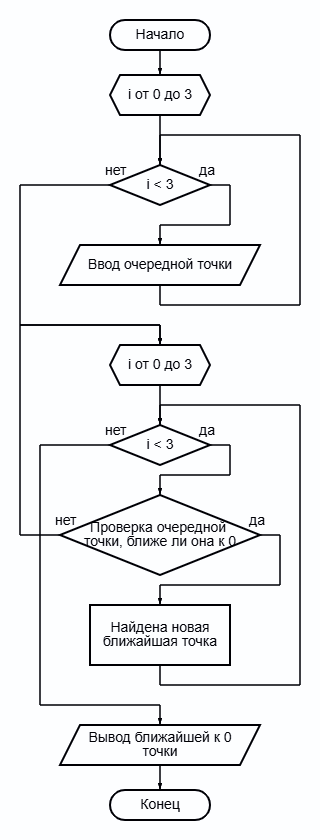 Начало
i от 0 до 3
нет
да
i < 3
Ввод очередной точки
i от 0 до 3
нет
да
i < 3
нет
да
Проверка очередной
точки, ближе ли она к 0
Найдена новая
ближайшая точка
Вывод ближайшей к 0
точки
Конец